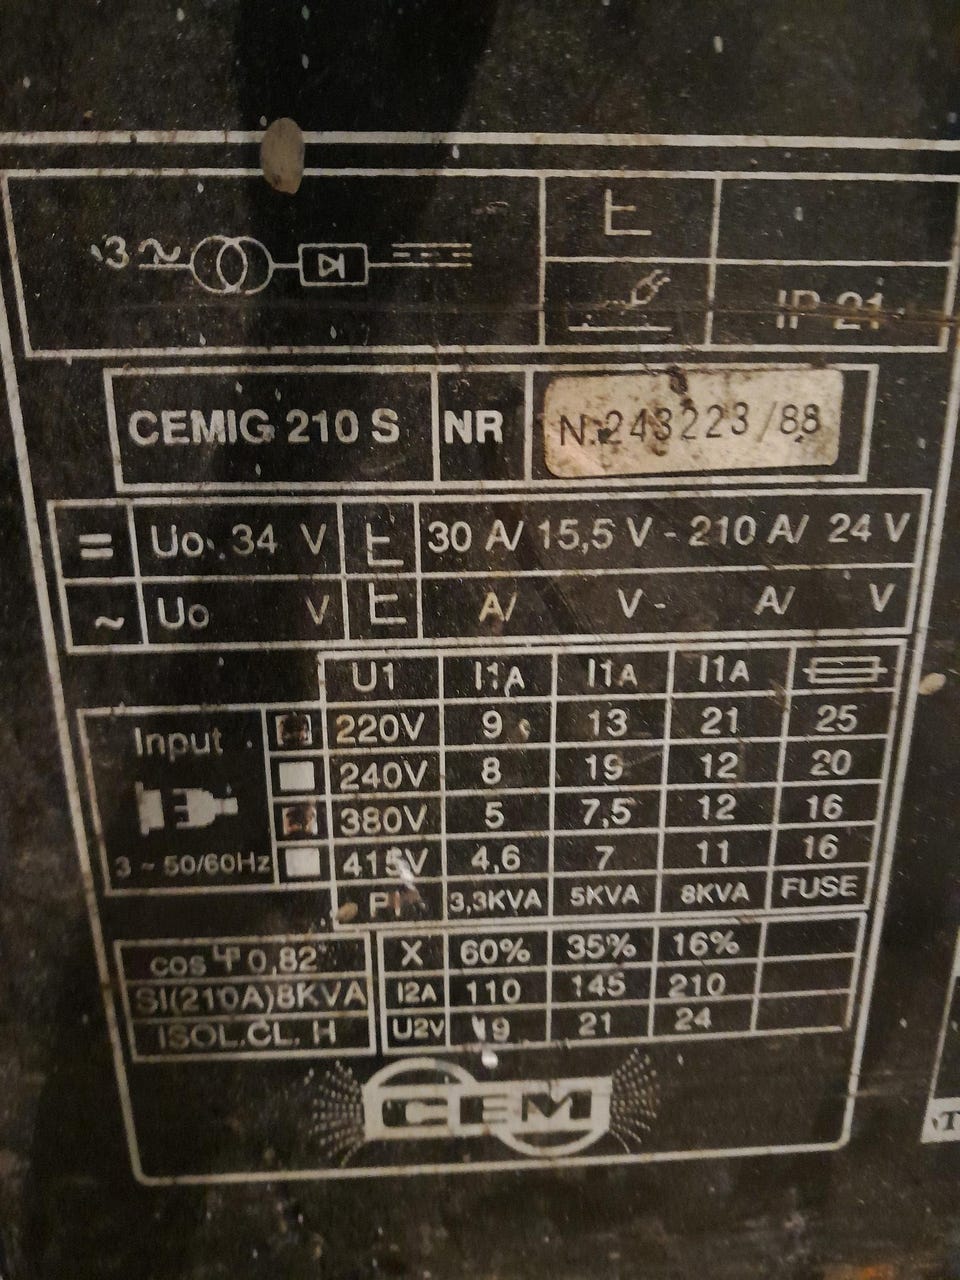 3~
IP 21
CEMIG 210 S NR N. 243223/88
= Uo 34 V 30 A/ 15,5 V - 210 A/ 24 V
~ Uo V A/ V - A/ V
U1 I1A I1A I1A
Input 220V 9 13 21 25
240V 8 19 12 20
380V 5 7,5 12 16
3 ~ 50/60Hz 415V 4,6 7 11 16
P1 3,3KVA 5KVA 8KVA FUSE
cos φ 0,82 X 60% 35% 16%
SI(210A)8KVA I2A 110 145 210
ISOL.CL. H U2V 19 21 24
CEM